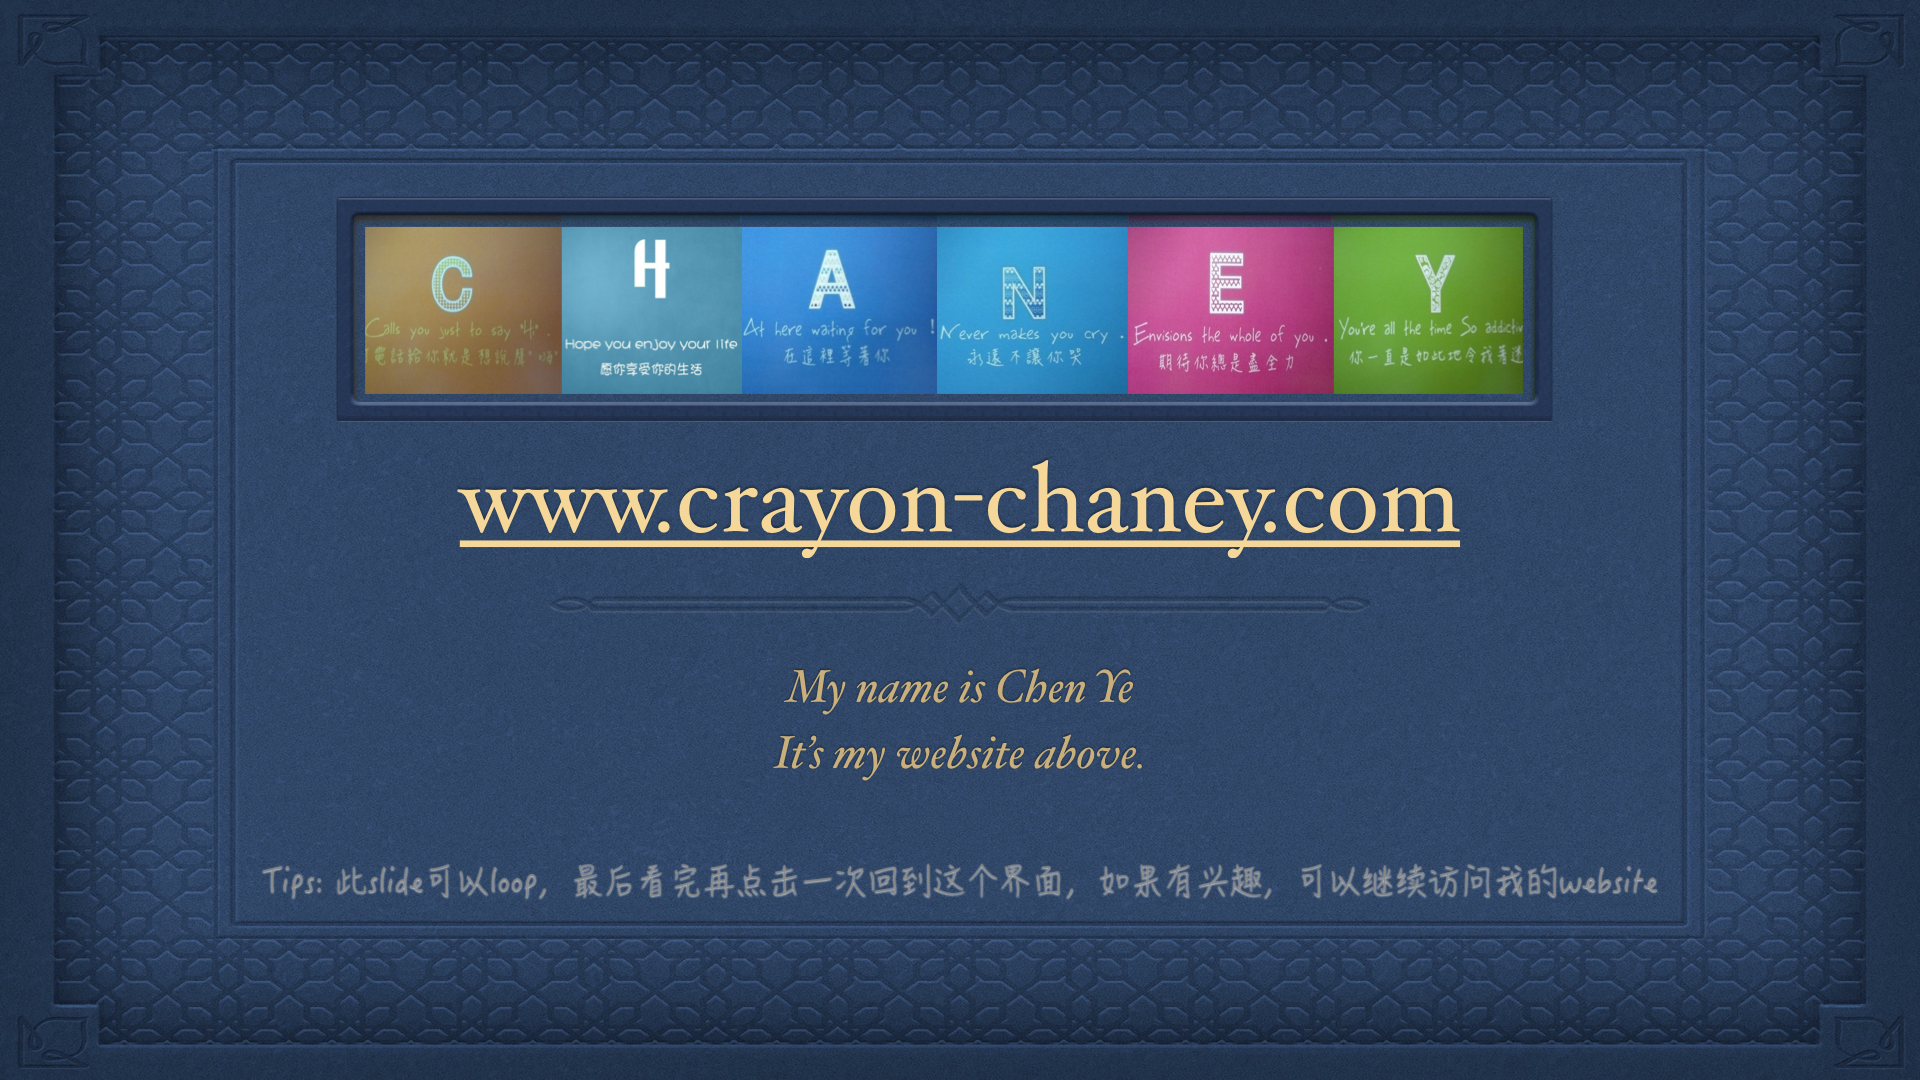 C
Calls you just to say "H".
電話給你就是想說聲"嗨"
H
Hope you enjoy your life
愿你享受你的生活
A
At here waiting for you !
在這裡等著你
N
Never makes you cry .
永遠不讓你哭
E
Envisions the whole of you .
期待你總是盡全力
Y
You're all the time So addictiv
你一直是如此地令我著迷
www.crayon-chaney.com
My name is Chen Ye
It's my website above.
Tips: 此slide可以loop，最后看完再点击一次回到这个界面，如果有兴趣，可以继续访问我的website